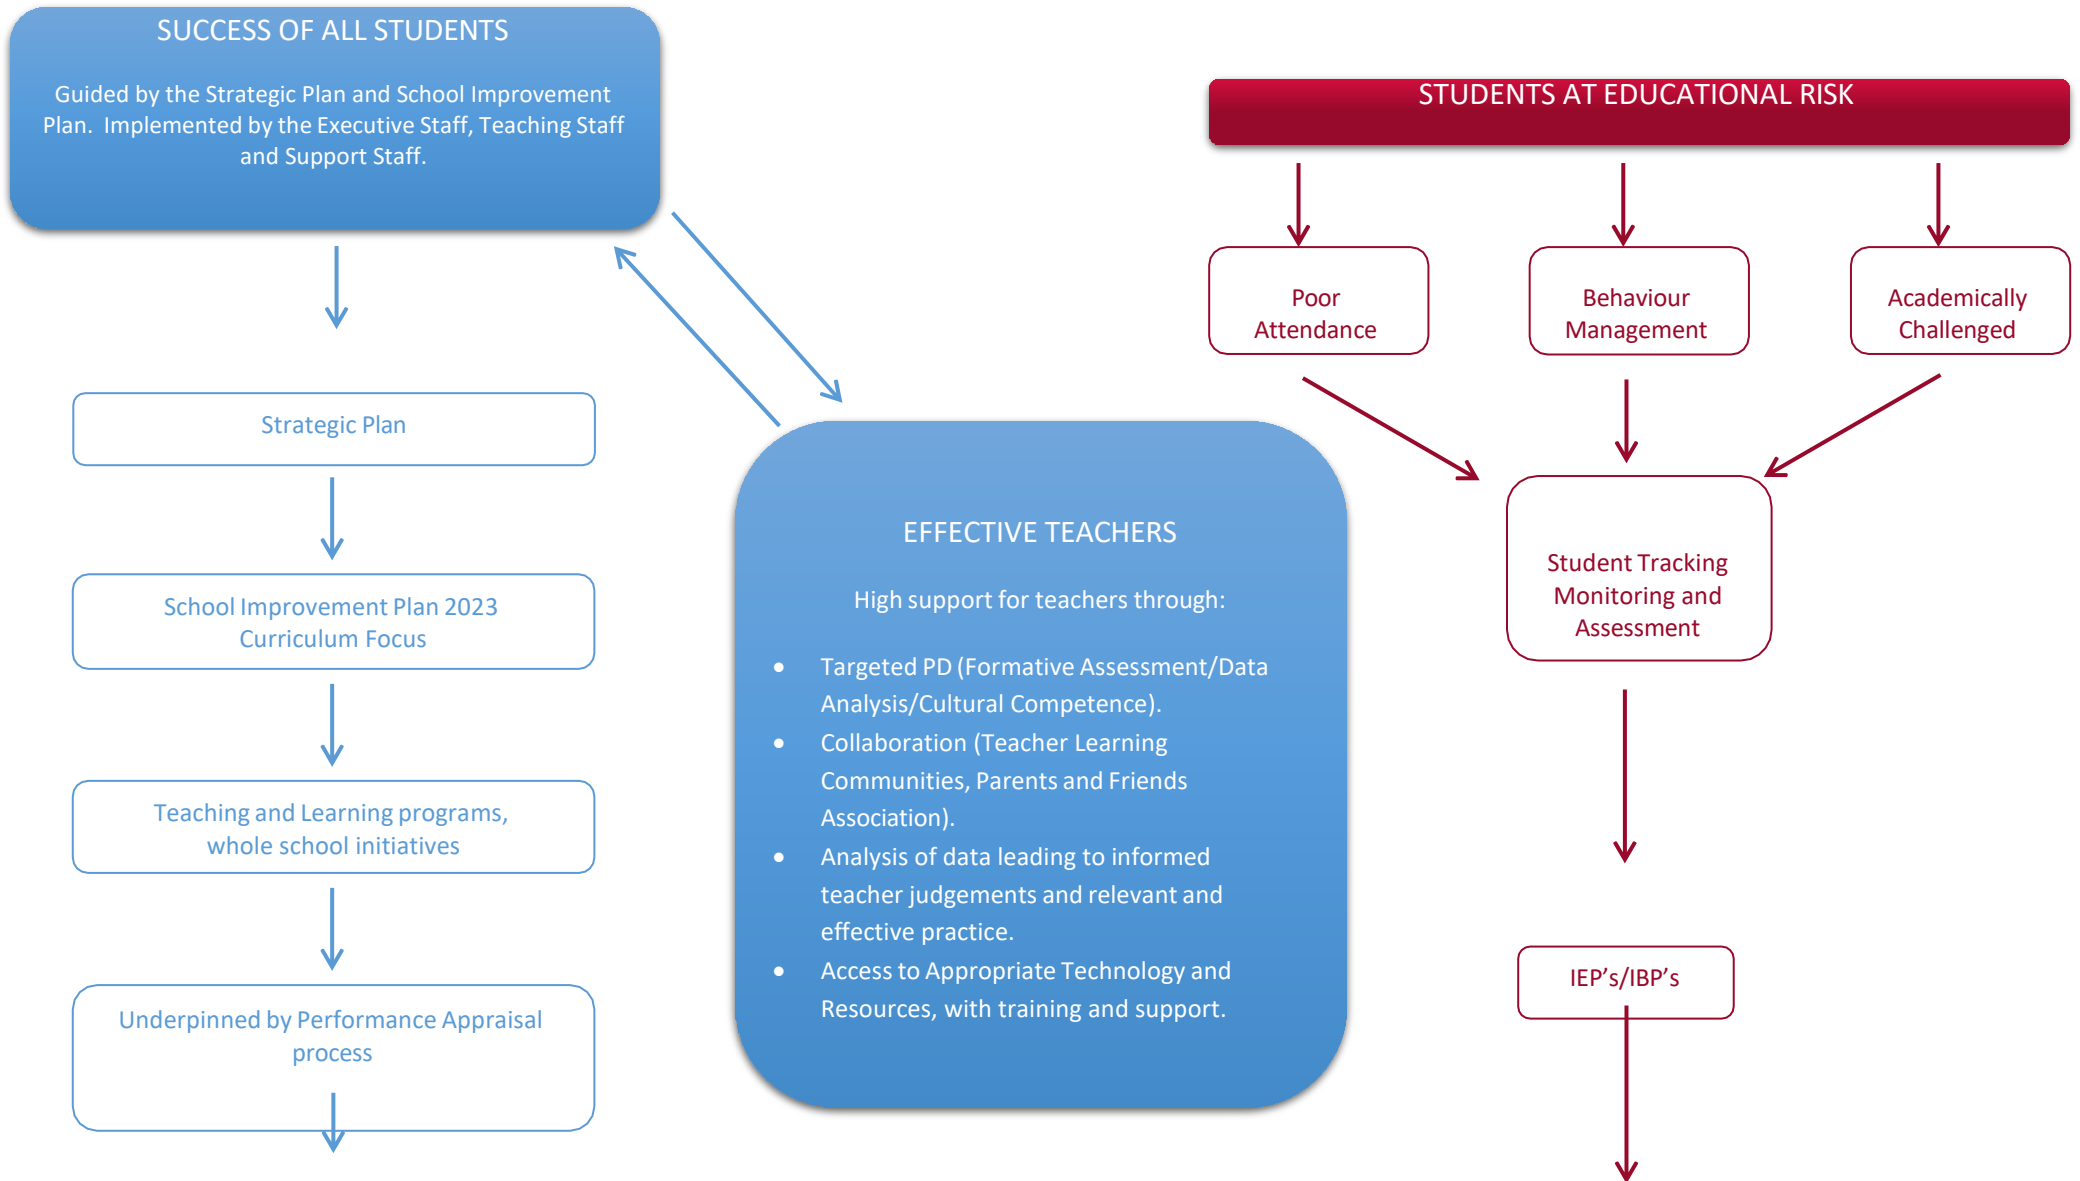 SUCCESS OF ALL STUDENTS
Guided by the Strategic Plan and School Improvement
Plan.  Implemented by the Executive Staff, Teaching Staff
and Support Staff.
Strategic Plan
School Improvement Plan 2023
Curriculum Focus
Teaching and Learning programs,
whole school initiatives
Underpinned by Performance Appraisal
process
EFFECTIVE TEACHERS
High support for teachers through:
• Targeted PD (Formative Assessment/Data
Analysis/Cultural Competence).
• Collaboration (Teacher Learning
Communities, Parents and Friends
Association).
• Analysis of data leading to informed
teacher judgements and relevant and
effective practice.
• Access to Appropriate Technology and
Resources, with training and support.
STUDENTS AT EDUCATIONAL RISK
Poor
Attendance
Behaviour
Management
Academically
Challenged
Student Tracking
Monitoring and
Assessment
IEP's/IBP's